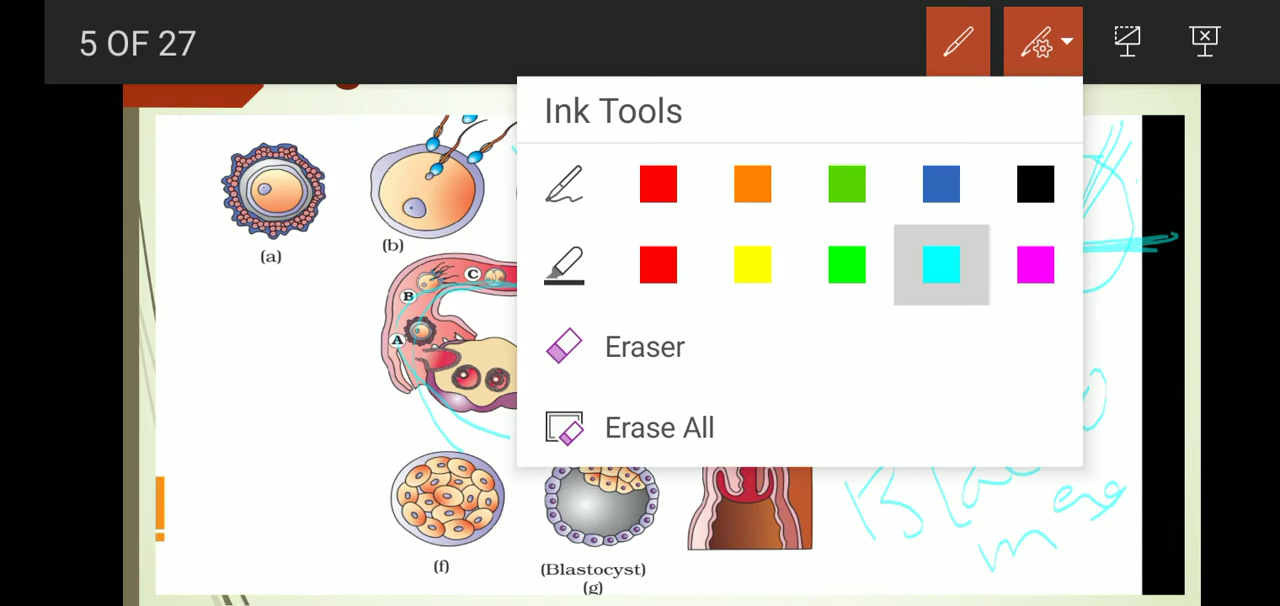 5 OF 27
Ink Tools
Eraser
Erase All
(a)
(b)
C
B
A
(f)
(Blastocyst)
(g)